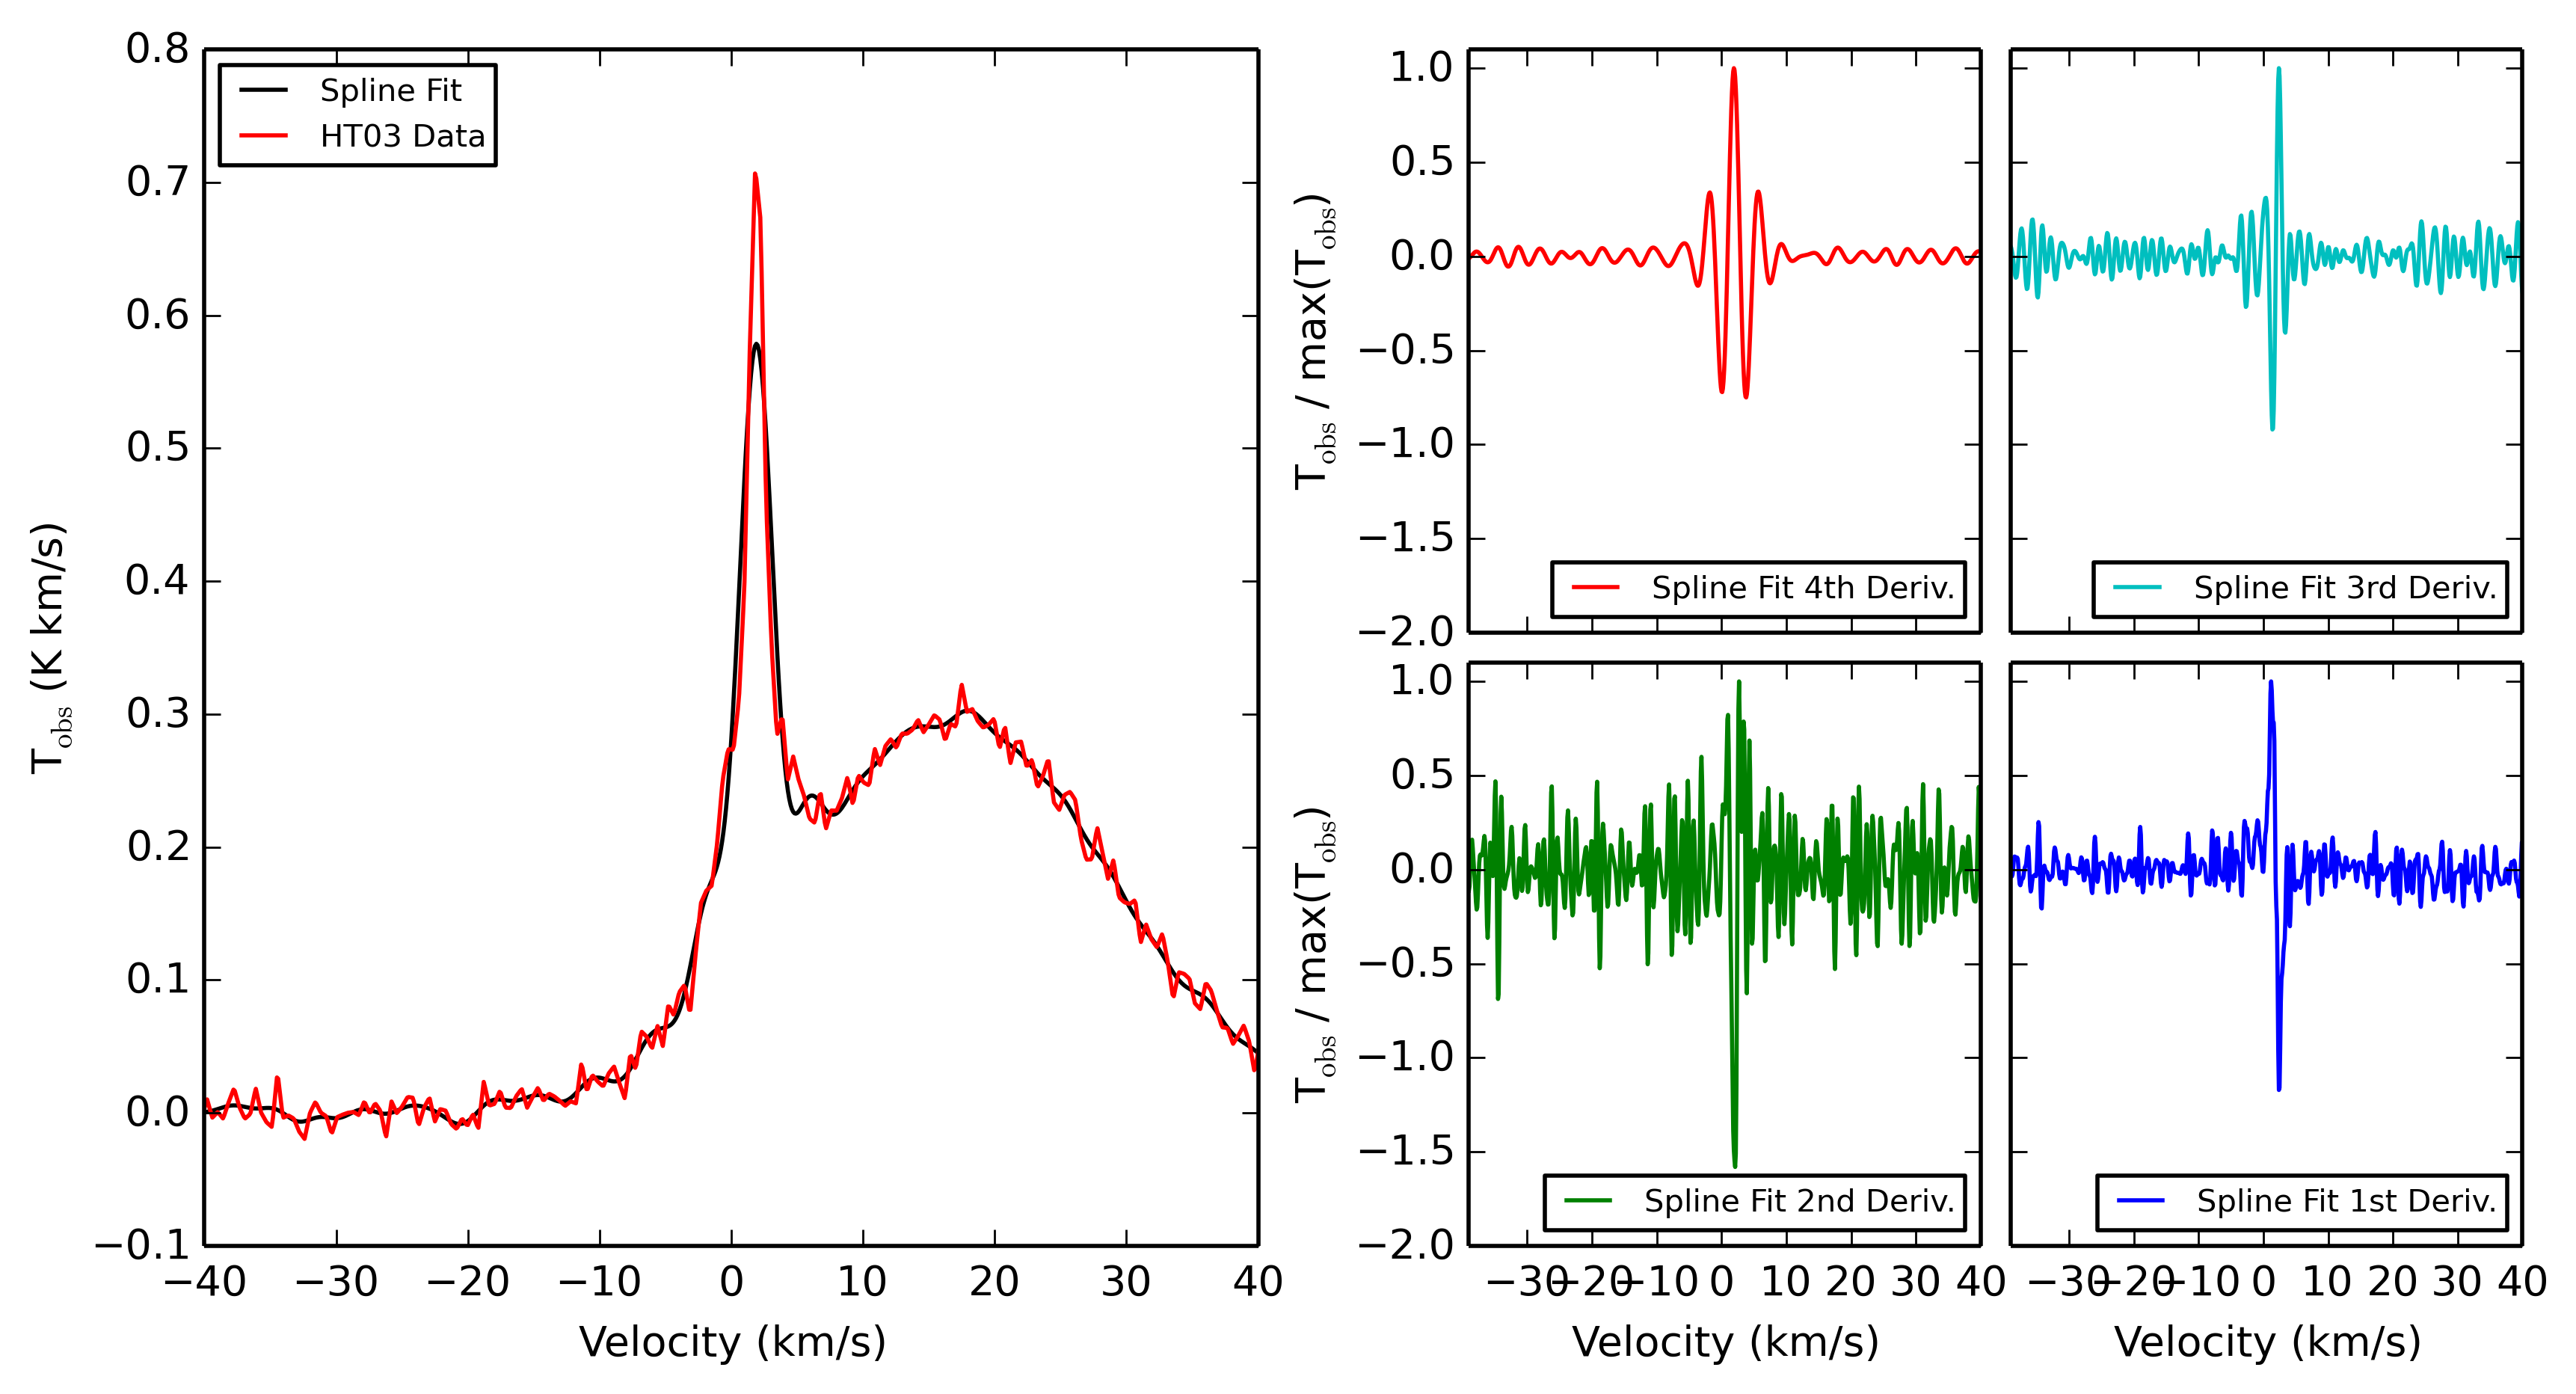 0.8
0.7
0.6
0.5
0.4
0.3
0.2
0.1
0.0
−0.1
T_obs (K km/s)
Spline Fit
HT03 Data
−40 −30 −20 −10 0 10 20 30 40
Velocity (km/s)
1.0
0.5
0.0
−0.5
−1.0
−1.5
−2.0
T_obs / max(T_obs)
Spline Fit 4th Deriv.
Spline Fit 3rd Deriv.
1.0
0.5
0.0
−0.5
−1.0
−1.5
−2.0
T_obs / max(T_obs)
Spline Fit 2nd Deriv.
−30 −20 −10 0 10 20 30 40
Velocity (km/s)
Spline Fit 1st Deriv.
−30 −20 −10 0 10 20 30 40
Velocity (km/s)